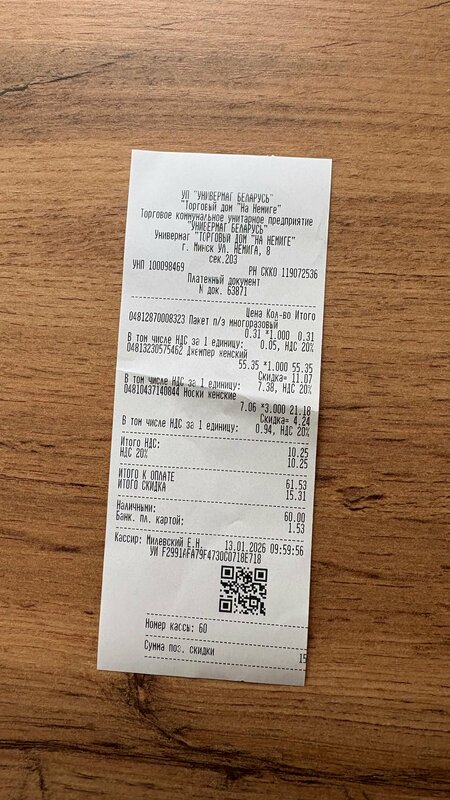 УП "УНИВЕРМАГ БЕЛАРУСЬ"
"Торговый дом "На Немиге"
Торговое коммунальное унитарное предприятие
"УНИВЕРМАГ БЕЛАРУСЬ"
Универмаг "ТОРГОВЫЙ ДОМ "НА НЕМИГЕ"
г. Минск УЛ. НЕМИГА, 8
сек.203
УНП 100098469 РН СККО 119072536
Платежный документ
N док. 63871
Цена Кол-во Итого
04812870008323 Пакет п/э многоразовый
0.31 *1.000 0.31
В том числе НДС за 1 единицу: 0.05, НДС 20%
04813230575462 Джемпер женский
55.35 *1.000 55.35
Скидка= 11.07
В том числе НДС за 1 единицу: 7.38, НДС 20%
04810437140844 Носки женские
7.06 *3.000 21.18
Скидка= 4.24
В том числе НДС за 1 единицу: 0.94, НДС 20%
Итого НДС: 10.25
НДС 20% 10.25
ИТОГО К ОПЛАТЕ 61.53
ИТОГО СКИДКА 15.31
Наличными: 60.00
Банк. пл. картой: 1.53
Кассир: Милевский Е.Н. 13.01.2026 09:59:56
УИ F2991AFA79F4730C0718E718
Номер кассы: 60
Сумма поз. скидки 15